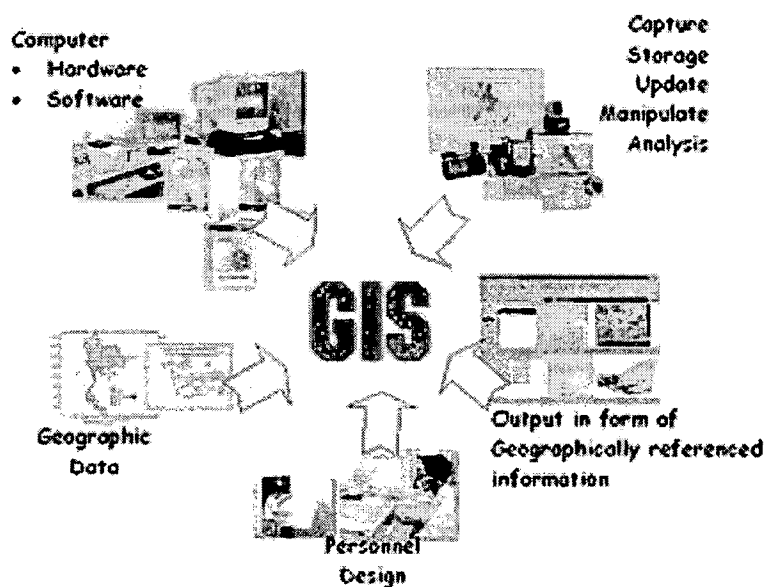 Computer
• Hardware
• Software
Capture
Storage
Update
Manipulate
Analysis
GIS
Geographic
Data
Output in form of
Geographically referenced
information
Personnel
Design